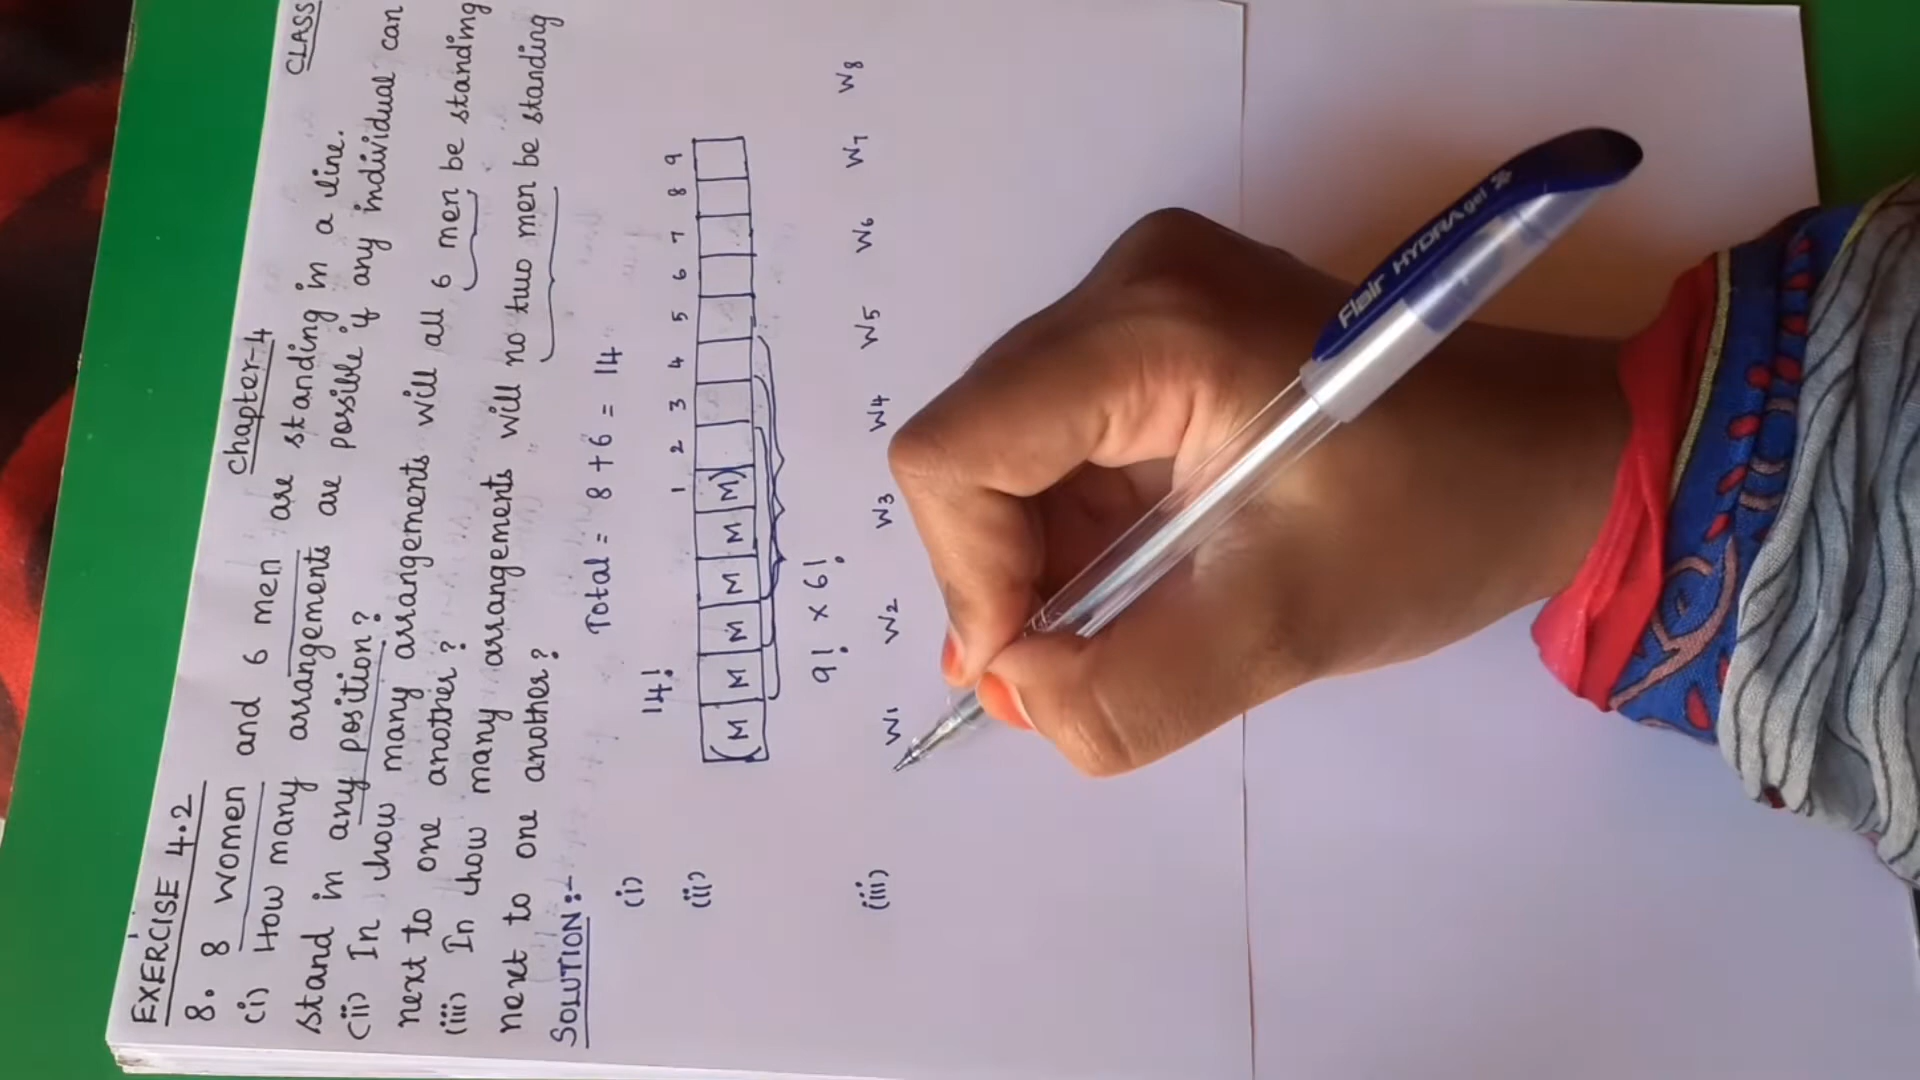 EXERCISE 4.2
Chapter-4
CLASS
8. 8 women and 6 men are standing in a line.
(i) How many arrangements are possible if any individual can
stand in any position?
(ii) In how many arrangements will all 6 men be standing
next to one another?
(iii) In how many arrangements will no two men be standing
next to one another?
SOLUTION:-
Total = 8 + 6 = 14
(i) 14!
1 2 3 4 5 6 7 8 9
(ii) (M M M M M M)
9! x 6!
(iii) W1 W2 W3 W4 W5 W6 W7 W8
Flair HYDRA gel